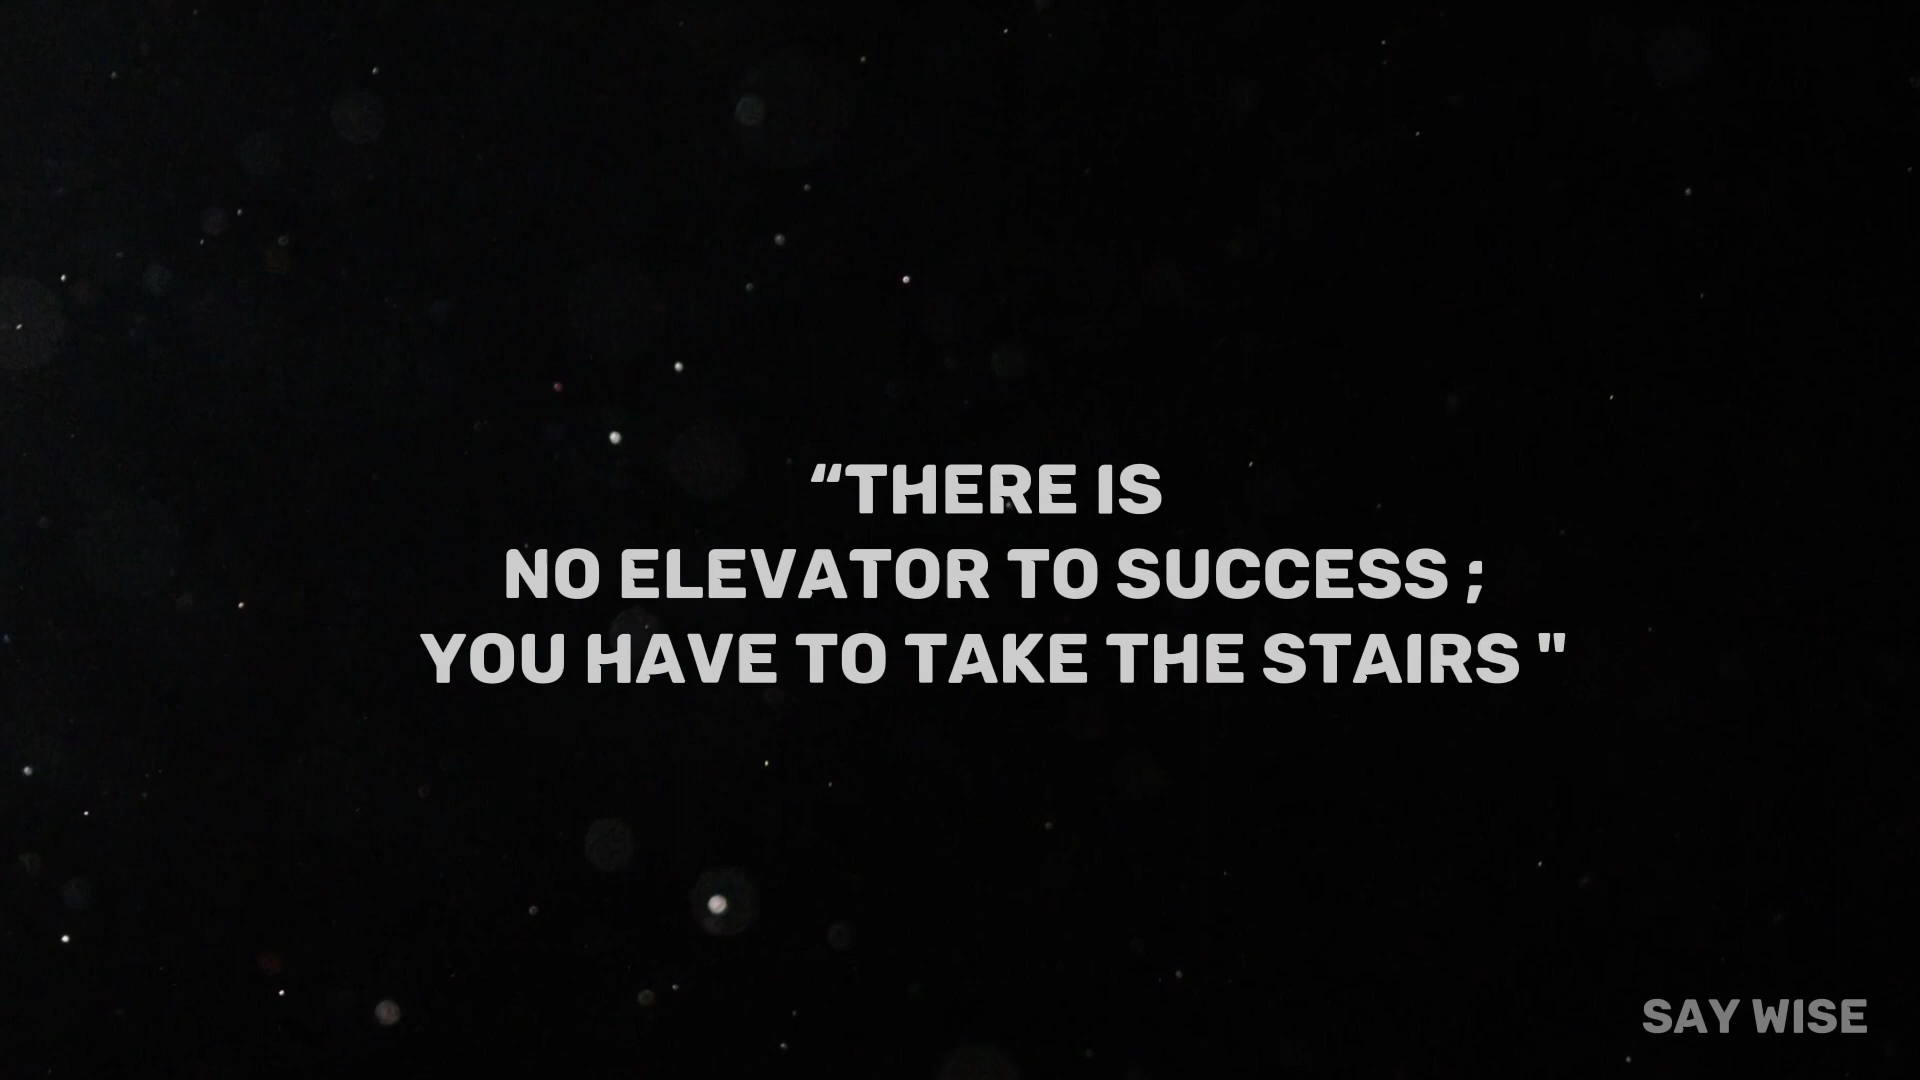 “THERE IS
NO ELEVATOR TO SUCCESS ;
YOU HAVE TO TAKE THE STAIRS "
SAY WISE